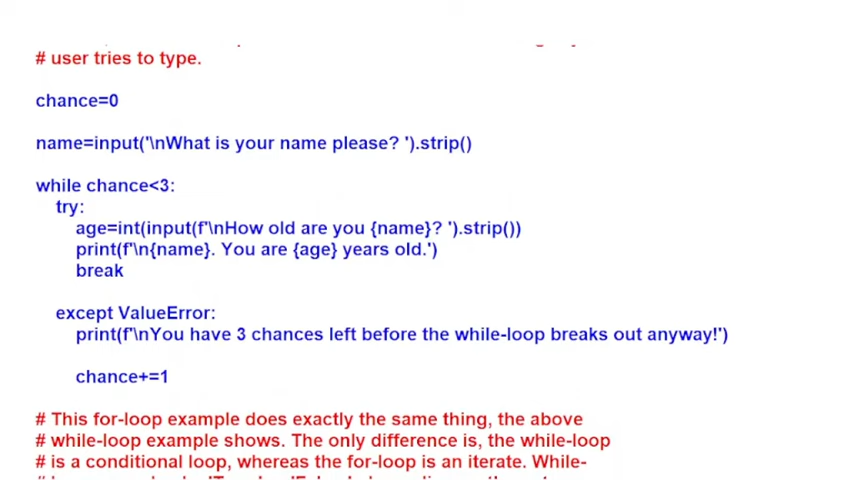 # user tries to type.
chance=0
name=input('\nWhat is your name please? ').strip()
while chance<3:
try:
age=int(input(f'\nHow old are you {name}? ').strip())
print(f'\n{name}. You are {age} years old.')
break
except ValueError:
print(f'\nYou have 3 chances left before the while-loop breaks out anyway!')
chance+=1
# This for-loop example does exactly the same thing, the above
# while-loop example shows. The only difference is, the while-loop
# is a conditional loop, whereas the for-loop is an iterate. While-